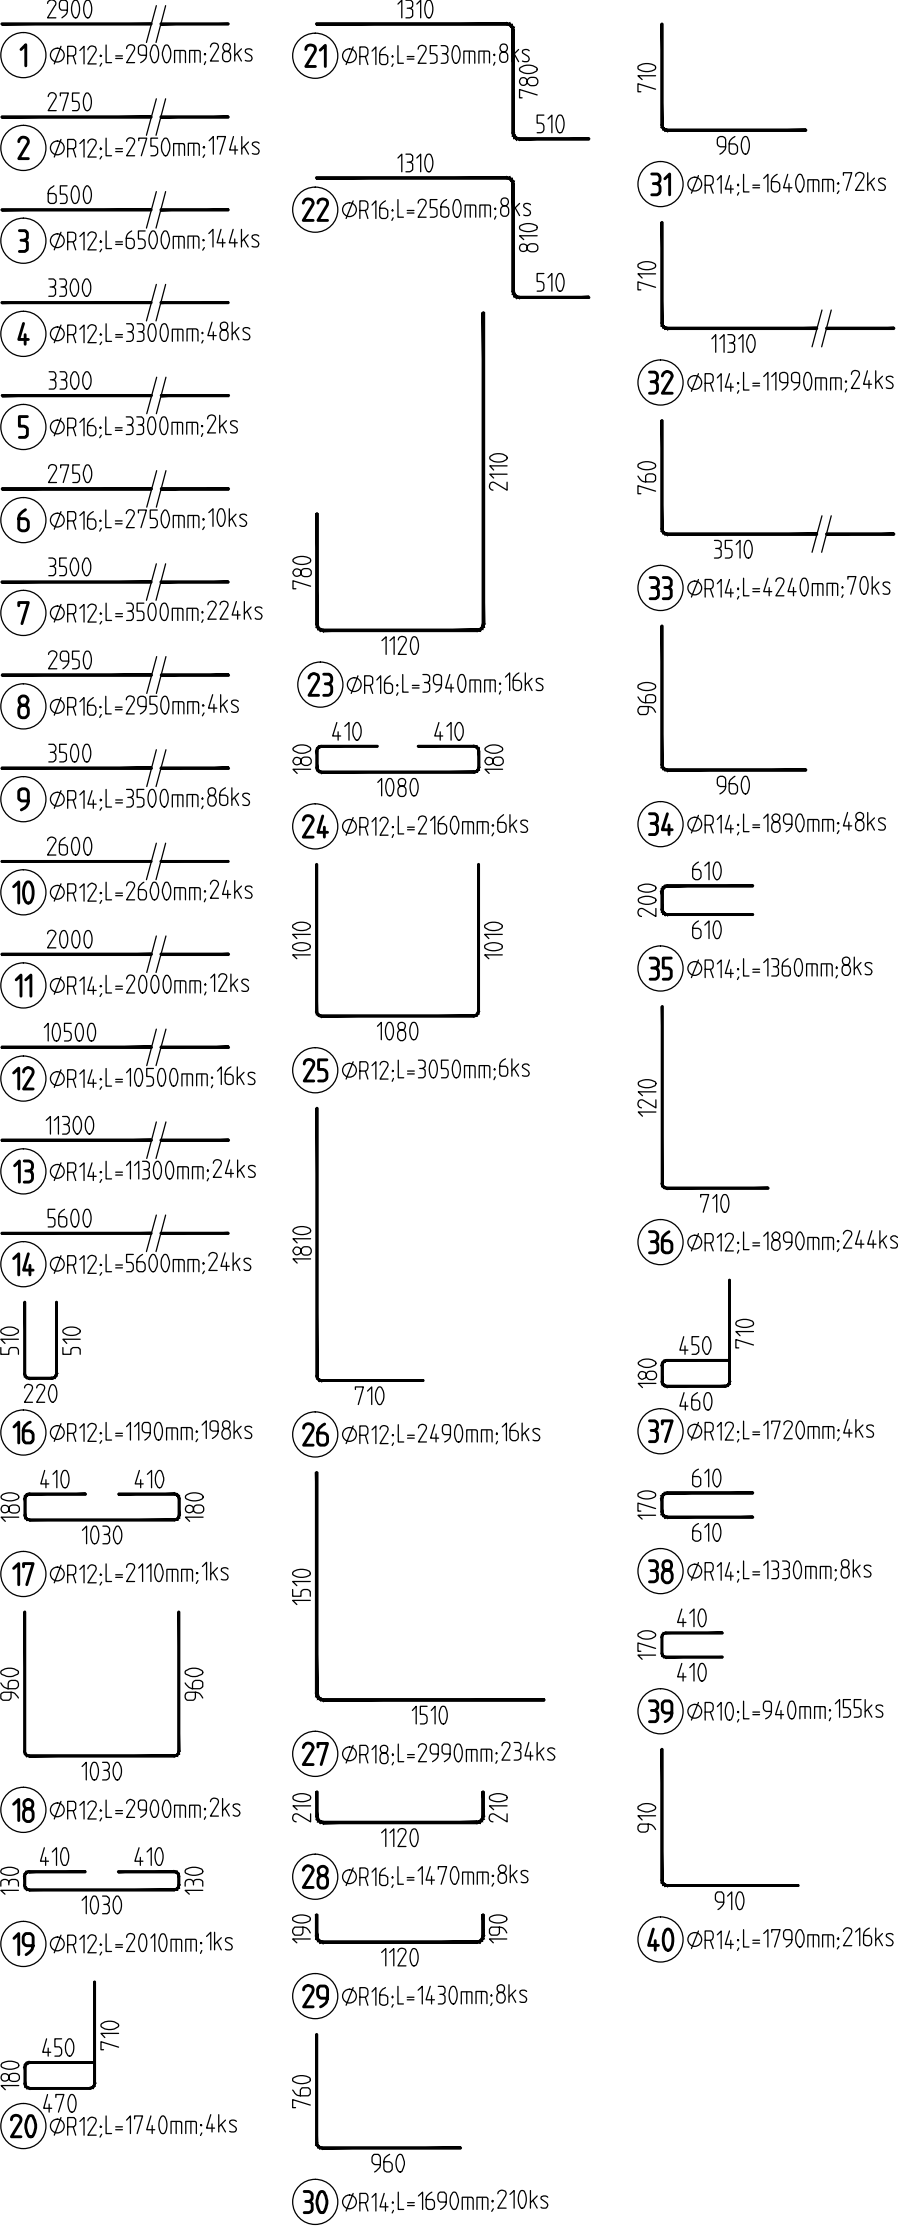 2900
1 ØR12;L=2900mm;28ks
2750
2 ØR12;L=2750mm;174ks
6500
3 ØR12;L=6500mm;144ks
3300
4 ØR12;L=3300mm;48ks
3300
5 ØR16;L=3300mm;2ks
2750
6 ØR16;L=2750mm;10ks
3500
7 ØR12;L=3500mm;224ks
2950
8 ØR16;L=2950mm;4ks
3500
9 ØR14;L=3500mm;86ks
2600
10 ØR12;L=2600mm;24ks
2000
11 ØR14;L=2000mm;12ks
10500
12 ØR14;L=10500mm;16ks
11300
13 ØR14;L=11300mm;24ks
5600
14 ØR12;L=5600mm;24ks
510
510
220
16 ØR12;L=1190mm;198ks
410
410
180
180
1030
17 ØR12;L=2110mm;1ks
960
960
1030
18 ØR12;L=2900mm;2ks
410
410
130
130
1030
19 ØR12;L=2010mm;1ks
710
450
180
470
20 ØR12;L=1740mm;4ks
1310
21 ØR16;L=2530mm;8ks
780
510
1310
22 ØR16;L=2560mm;8ks
810
510
2110
780
1120
23 ØR16;L=3940mm;16ks
410
410
180
180
1080
24 ØR12;L=2160mm;6ks
1010
1010
1080
25 ØR12;L=3050mm;6ks
1810
710
26 ØR12;L=2490mm;16ks
1510
1510
27 ØR18;L=2990mm;234ks
210
210
1120
28 ØR16;L=1470mm;8ks
190
190
1120
29 ØR16;L=1430mm;8ks
760
960
30 ØR14;L=1690mm;210ks
710
960
31 ØR14;L=1640mm;72ks
710
11310
32 ØR14;L=11990mm;24ks
760
3510
33 ØR14;L=4240mm;70ks
960
960
34 ØR14;L=1890mm;48ks
610
200
610
35 ØR14;L=1360mm;8ks
1210
710
36 ØR12;L=1890mm;244ks
710
450
180
460
37 ØR12;L=1720mm;4ks
610
170
610
38 ØR14;L=1330mm;8ks
410
170
410
39 ØR10;L=940mm;155ks
910
910
40 ØR14;L=1790mm;216ks